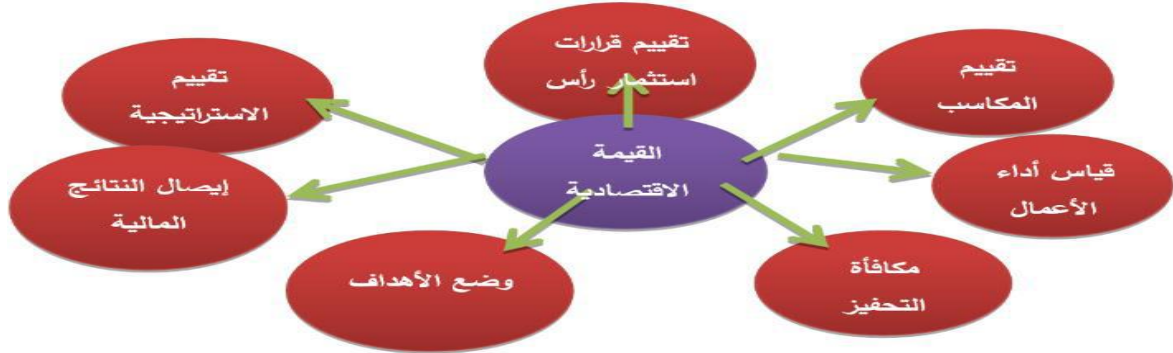 تقييم قرارات
استثمار رأس
تقييم
المكاسب
تقييم
الاستراتيجية
القيمة
الاقتصادية
قياس أداء
الأعمال
إيصال النتائج
المالية
مكافأة
التحفيز
وضع الأهداف